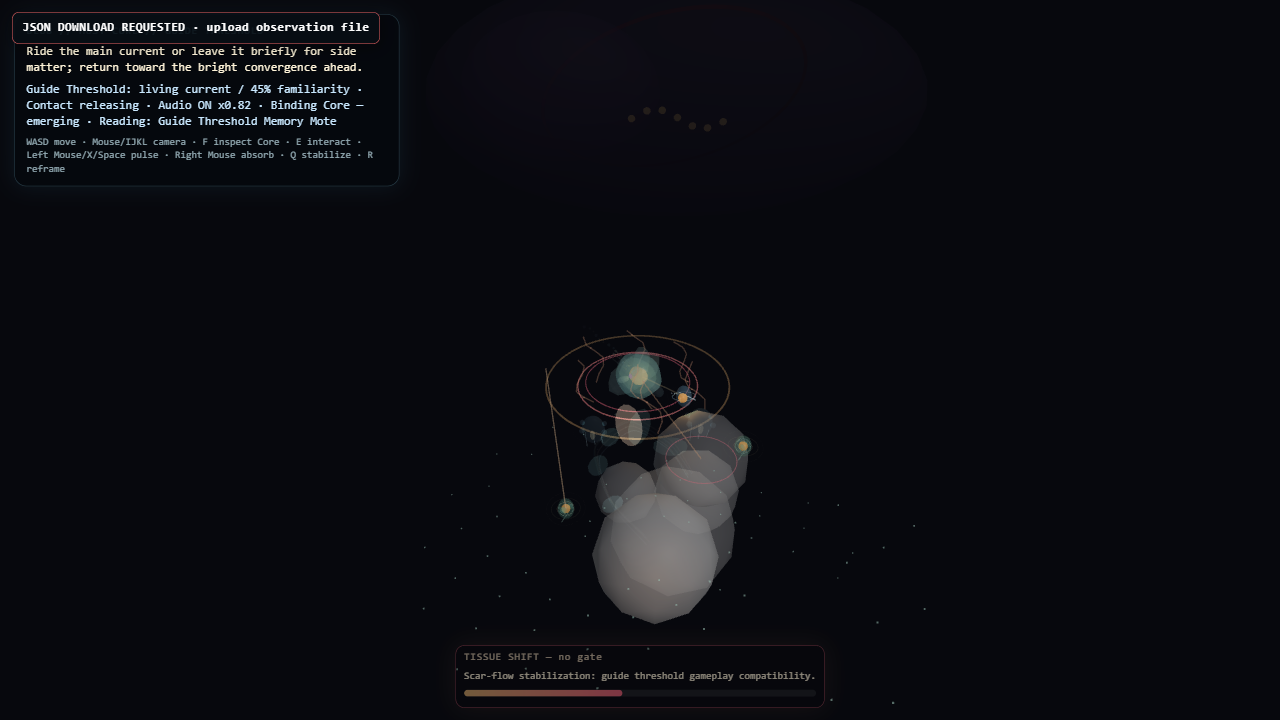 JSON DOWNLOAD REQUESTED · upload observation file
Ride the main current or leave it briefly for side
matter; return toward the bright convergence ahead.
Guide Threshold: living current / 45% familiarity ·
Contact releasing · Audio ON x0.82 · Binding Core —
emerging · Reading: Guide Threshold Memory Mote
WASD move · Mouse/IJKL camera · F inspect Core · E interact ·
Left Mouse/X/Space pulse · Right Mouse absorb · Q stabilize · R
reframe
TISSUE SHIFT — no gate
Scar-flow stabilization: guide threshold gameplay compatibility.